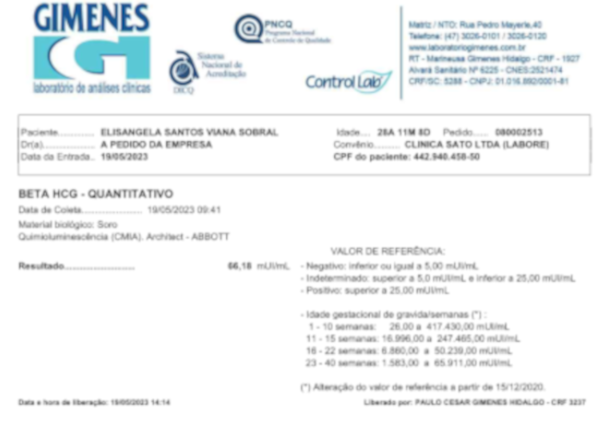 GIMENES
laboratório de análises clínicas
PNCQ
Programa Nacional
de Controle de Qualidade
Sistema
Nacional de
Acreditação
DICQ
Control Lab
Matriz / NTO: Rua Pedro Mayerle,40
Telefone: (47) 3026-0101 / 3026-0120
www.laboratoriogimenes.com.br
RT - Marineusa Gimenes Hidalgo - CRF - 1927
Alvará Sanitário Nº 6225 - CNES:2521474
CRF/SC: 5288 - CNPJ: 01.016.892/0001-81
Paciente.............. ELISANGELA SANTOS VIANA SOBRAL Idade.... 28A 11M 8D Pedido...... 080002513
Dr(a).................. A PEDIDO DA EMPRESA Convênio.......... CLINICA SATO LTDA (LABORE)
Data da Entrada.. 19/05/2023 CPF do paciente: 442.940.458-50
BETA HCG - QUANTITATIVO
Data de Coleta....................... 19/05/2023 09:41
Material biológico: Soro
Quimioluminescência (CMIA). Architect - ABBOTT
VALOR DE REFERÊNCIA:
Resultado........................... 66,18 mUI/mL - Negativo: inferior ou igual a 5,00 mUI/mL
- Indeterminado: superior a 5,0 mUI/mL e inferior a 25,00 mUI/mL
- Positivo: superior a 25,00 mUI/mL
- Idade gestacional de gravida/semanas (*) :
1 - 10 semanas: 26,00 a 417.430,00 mUI/mL
11 - 15 semanas: 16.996,00 a 247.465,00 mUI/mL
16 - 22 semanas: 6.860,00 a 50.239,00 mUI/mL
23 - 40 semanas: 1.583,00 a 65.911,00 mUI/mL
(*) Alteração do valor de referência a partir de 15/12/2020.
Data e hora de liberação: 19/05/2023 14:14 Liberado por: PAULO CESAR GIMENES HIDALGO - CRF 3237